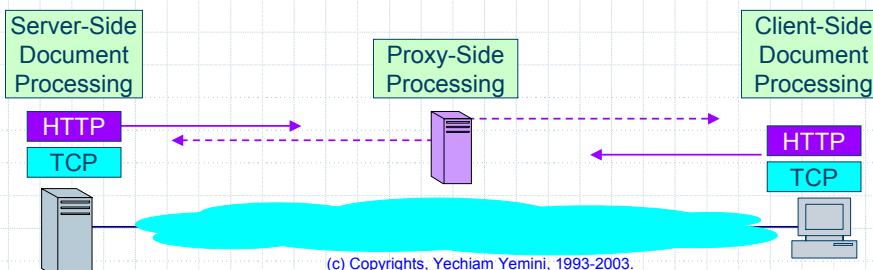 Server-Side
Document
Processing
Proxy-Side
Processing
Client-Side
Document
Processing
HTTP
TCP
HTTP
TCP
(c) Copyrights, Yechiam Yemini, 1993-2003.